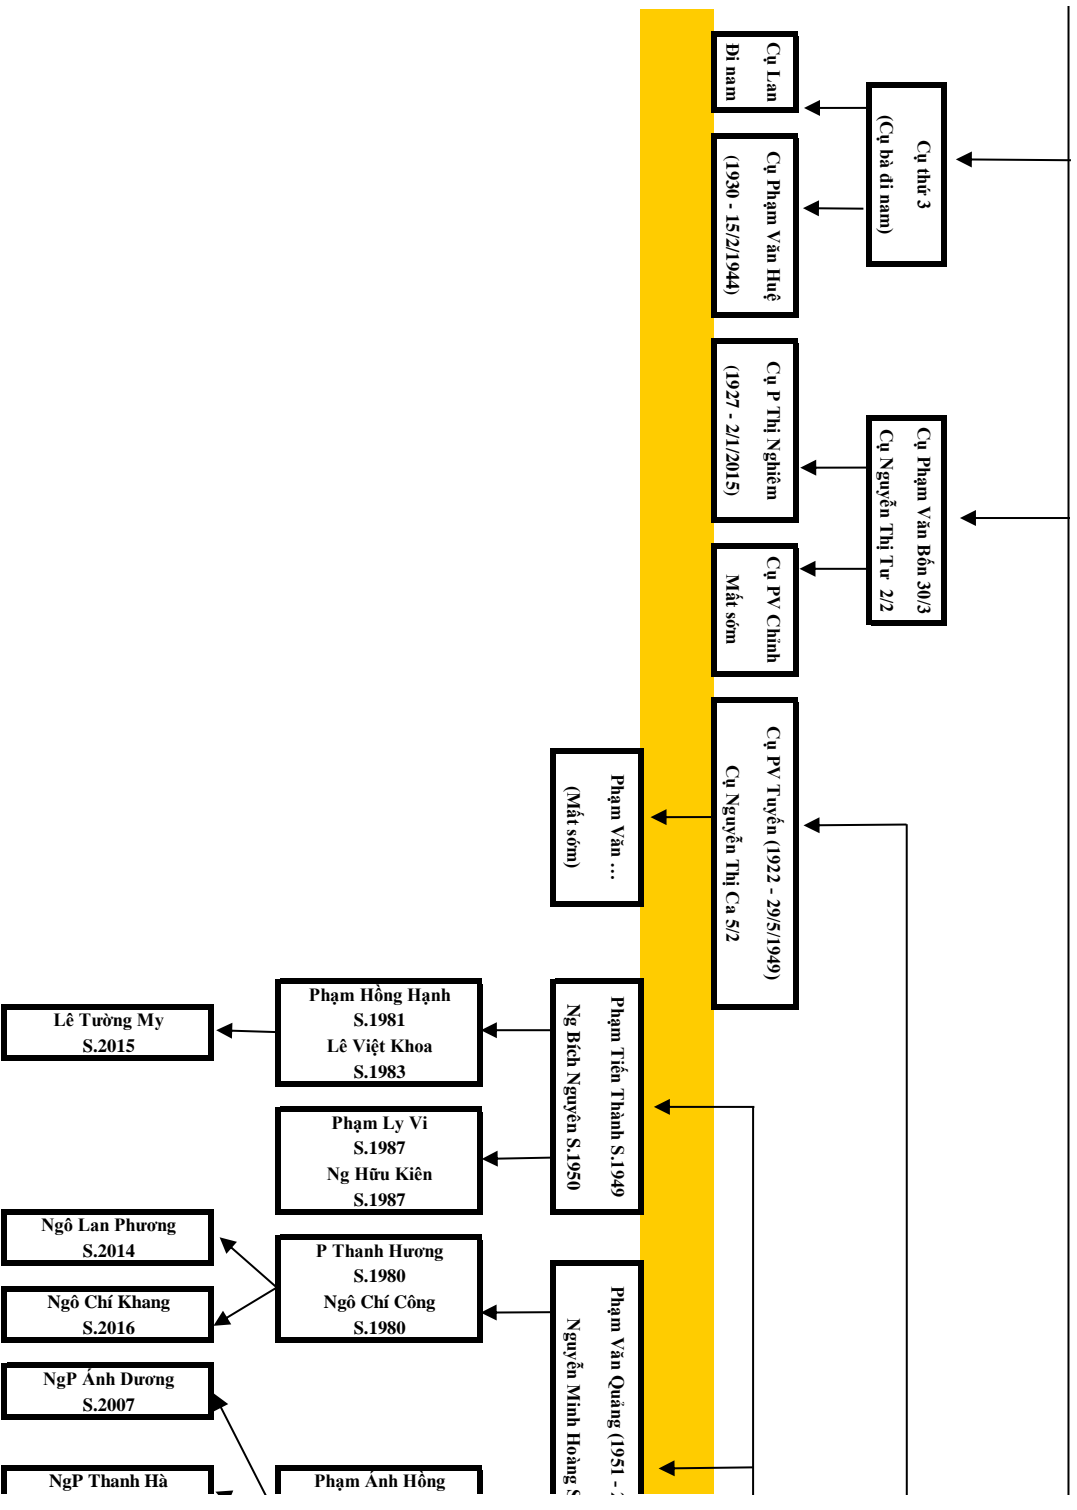 Cụ Lan
Đi nam
Cụ thứ 3
(Cụ bà đi nam)
Cụ Phạm Văn Huệ
(1930 - 15/2/1944)
Cụ P Thị Nghiêm
(1927 - 2/1/2015)
Cụ Phạm Văn Bốn 30/3
Cụ Nguyễn Thị Tư 2/2
Cụ PV Chỉnh
Mất sớm
Cụ PV Tuyến (1922 - 29/5/1949)
Cụ Nguyễn Thị Ca 5/2
Phạm Văn ...
(Mất sớm)
Phạm Tiến Thành S.1949
Ng Bích Nguyên S.1950
Phạm Hồng Hạnh
S.1981
Lê Việt Khoa
S.1983
Lê Tường My
S.2015
Phạm Ly Vi
S.1987
Ng Hữu Kiên
S.1987
Phạm Văn Quảng (1951 -
Nguyễn Minh Hoàng S
P Thanh Hương
S.1980
Ngô Chí Công
S.1980
Ngô Lan Phương
S.2014
Ngô Chí Khang
S.2016
NgP Ánh Dương
S.2007
NgP Thanh Hà
Phạm Ánh Hồng